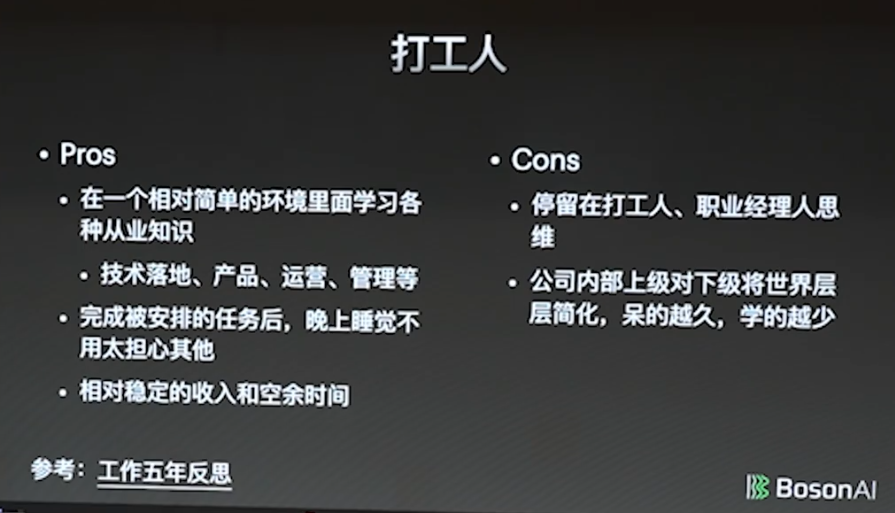 打工人
• Pros
• 在一个相对简单的环境里面学习各
种从业知识
• 技术落地、产品、运营、管理等
• 完成被安排的任务后，晚上睡觉不
用太担心其他
• 相对稳定的收入和空余时间
• Cons
• 停留在打工人、职业经理人思
维
• 公司内部上级对下级将世界层
层简化，呆的越久，学的越少
参考：工作五年反思
BosonAI